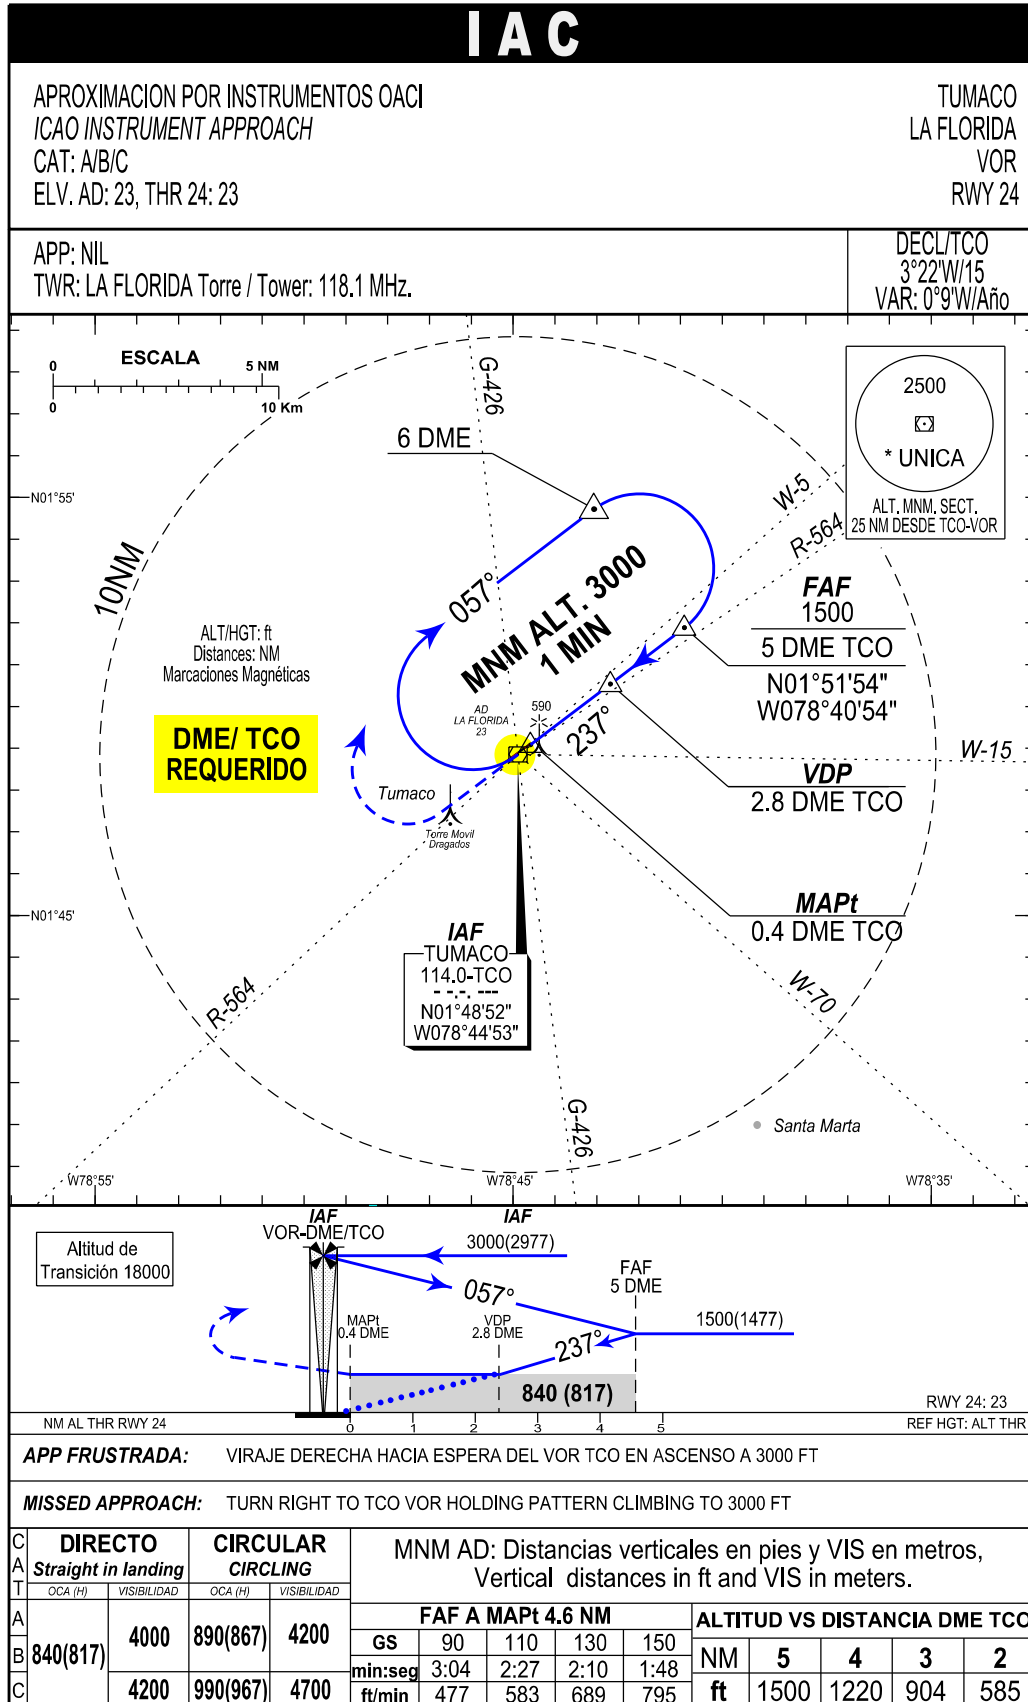 IAC
APROXIMACION POR INSTRUMENTOS OACI
ICAO INSTRUMENT APPROACH
CAT: A/B/C
ELV. AD: 23, THR 24: 23
TUMACO
LA FLORIDA
VOR
RWY 24
APP: NIL
TWR: LA FLORIDA Torre / Tower: 118.1 MHz.
DECL/TCO
3°22'W/15
VAR: 0°9'W/Año
ESCALA
0 5 NM
0 10 Km
G-426
2500
* UNICA
ALT. MNM. SECT.
25 NM DESDE TCO-VOR
6 DME
W-5
R-564
N01°55'
10NM
057°
MNM ALT. 3000
1 MIN
FAF
1500
5 DME TCO
N01°51'54"
W078°40'54"
ALT/HGT: ft
Distances: NM
Marcaciones Magnéticas
AD
LA FLORIDA
23
590
237°
DME/ TCO
REQUERIDO
W-15
VDP
2.8 DME TCO
Tumaco
Torre Movil
Dragados
MAPt
0.4 DME TCO
N01°45'
IAF
TUMACO
114.0-TCO
- -.-. ---
N01°48'52"
W078°44'53"
R-564
W-70
G-426
Santa Marta
W78°55'
W78°45'
W78°35'
Altitud de
Transición 18000
IAF
VOR-DME/TCO
IAF
3000(2977)
057°
FAF
5 DME
MAPt
0.4 DME
VDP
2.8 DME
237°
1500(1477)
840 (817)
RWY 24: 23
NM AL THR RWY 24
0 1 2 3 4 5
REF HGT: ALT THR
APP FRUSTRADA: VIRAJE DERECHA HACIA ESPERA DEL VOR TCO EN ASCENSO A 3000 FT
MISSED APPROACH: TURN RIGHT TO TCO VOR HOLDING PATTERN CLIMBING TO 3000 FT
CAT
DIRECTO
Straight in landing
CIRCULAR
CIRCLING
OCA (H) VISIBILIDAD OCA (H) VISIBILIDAD
A
B
C
840(817)
4000 890(867) 4200
4200 990(967) 4700
MNM AD: Distancias verticales en pies y VIS en metros,
Vertical distances in ft and VIS in meters.
FAF A MAPt 4.6 NM
GS 90 110 130 150
min:seg 3:04 2:27 2:10 1:48
ft/min 477 583 689 795
ALTITUD VS DISTANCIA DME TCO
NM 5 4 3 2
ft 1500 1220 904 585